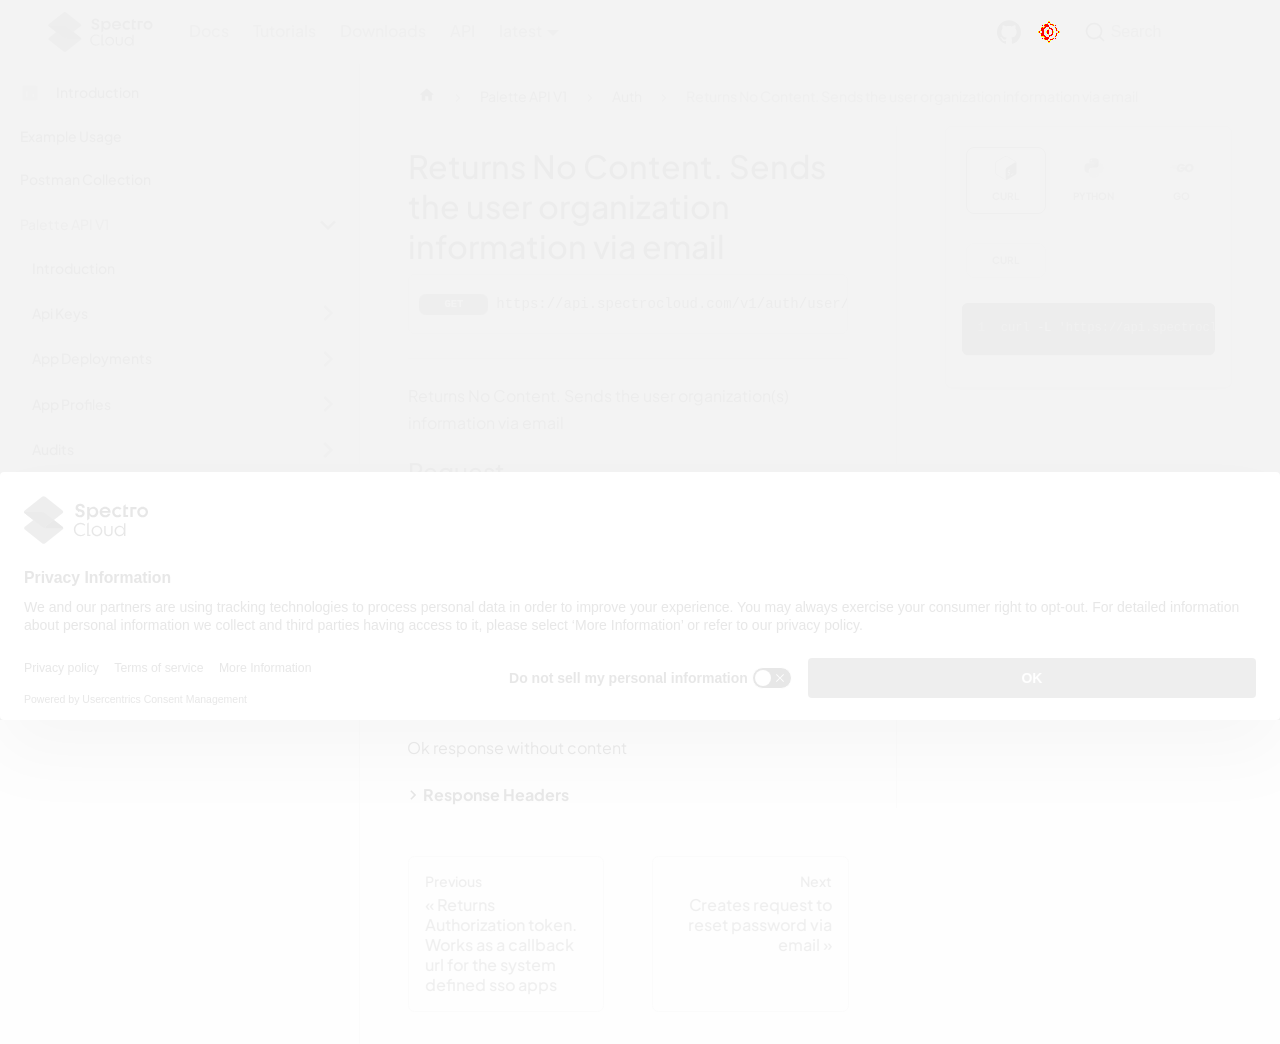 Spectro
Cloud
Docs Tutorials Downloads API latest
Search
Introduction
Palette API V1 Auth Returns No Content. Sends the user organization information via email
Example Usage
Postman Collection
Palette API V1
Introduction
Api Keys
App Deployments
App Profiles
Audits
Returns No Content. Sends
the user organization
information via email
GET https://api.spectrocloud.com/v1/auth/user/
CURL PYTHON GO
CURL
Returns No Content. Sends the user organization(s)
information via email
Request
Spectro
Cloud
Privacy Information
We and our partners are using tracking technologies to process personal data in order to improve your experience. You may always exercise your consumer right to opt-out. For detailed information
about personal information we collect and third parties having access to it, please select 'More Information' or refer to our privacy policy.
Privacy policy Terms of service More Information
Do not sell my personal information
OK
Powered by Usercentrics Consent Management
Ok response without content
Response Headers
Previous
« Returns
Authorization token.
Works as a callback
url for the system
defined sso apps
Next
Creates request to
reset password via
email »